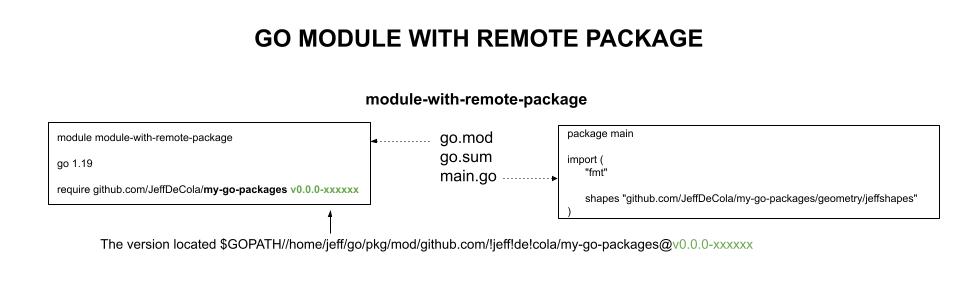 GO MODULE WITH REMOTE PACKAGE
module-with-remote-package
module module-with-remote-package
go 1.19
require github.com/JeffDeCola/my-go-packages v0.0.0-xxxxxx
go.mod
go.sum
main.go
package main
import (
"fmt"
shapes "github.com/JeffDeCola/my-go-packages/geometry/jeffshapes"
)
The version located $GOPATH//home/jeff/go/pkg/mod/github.com/!jeff!de!cola/my-go-packages@v0.0.0-xxxxxx